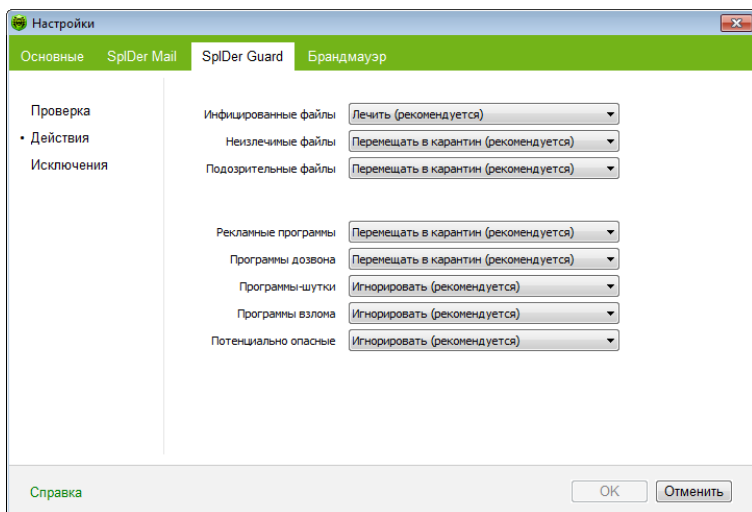 Настройки
Основные SpIDer Mail SpIDer Guard Брандмауэр
Проверка
• Действия
Исключения
Инфицированные файлы Лечить (рекомендуется)
Неизлечимые файлы Перемещать в карантин (рекомендуется)
Подозрительные файлы Перемещать в карантин (рекомендуется)
Рекламные программы Перемещать в карантин (рекомендуется)
Программы дозвона Перемещать в карантин (рекомендуется)
Программы-шутки Игнорировать (рекомендуется)
Программы взлома Игнорировать (рекомендуется)
Потенциально опасные Игнорировать (рекомендуется)
Справка OK Отменить